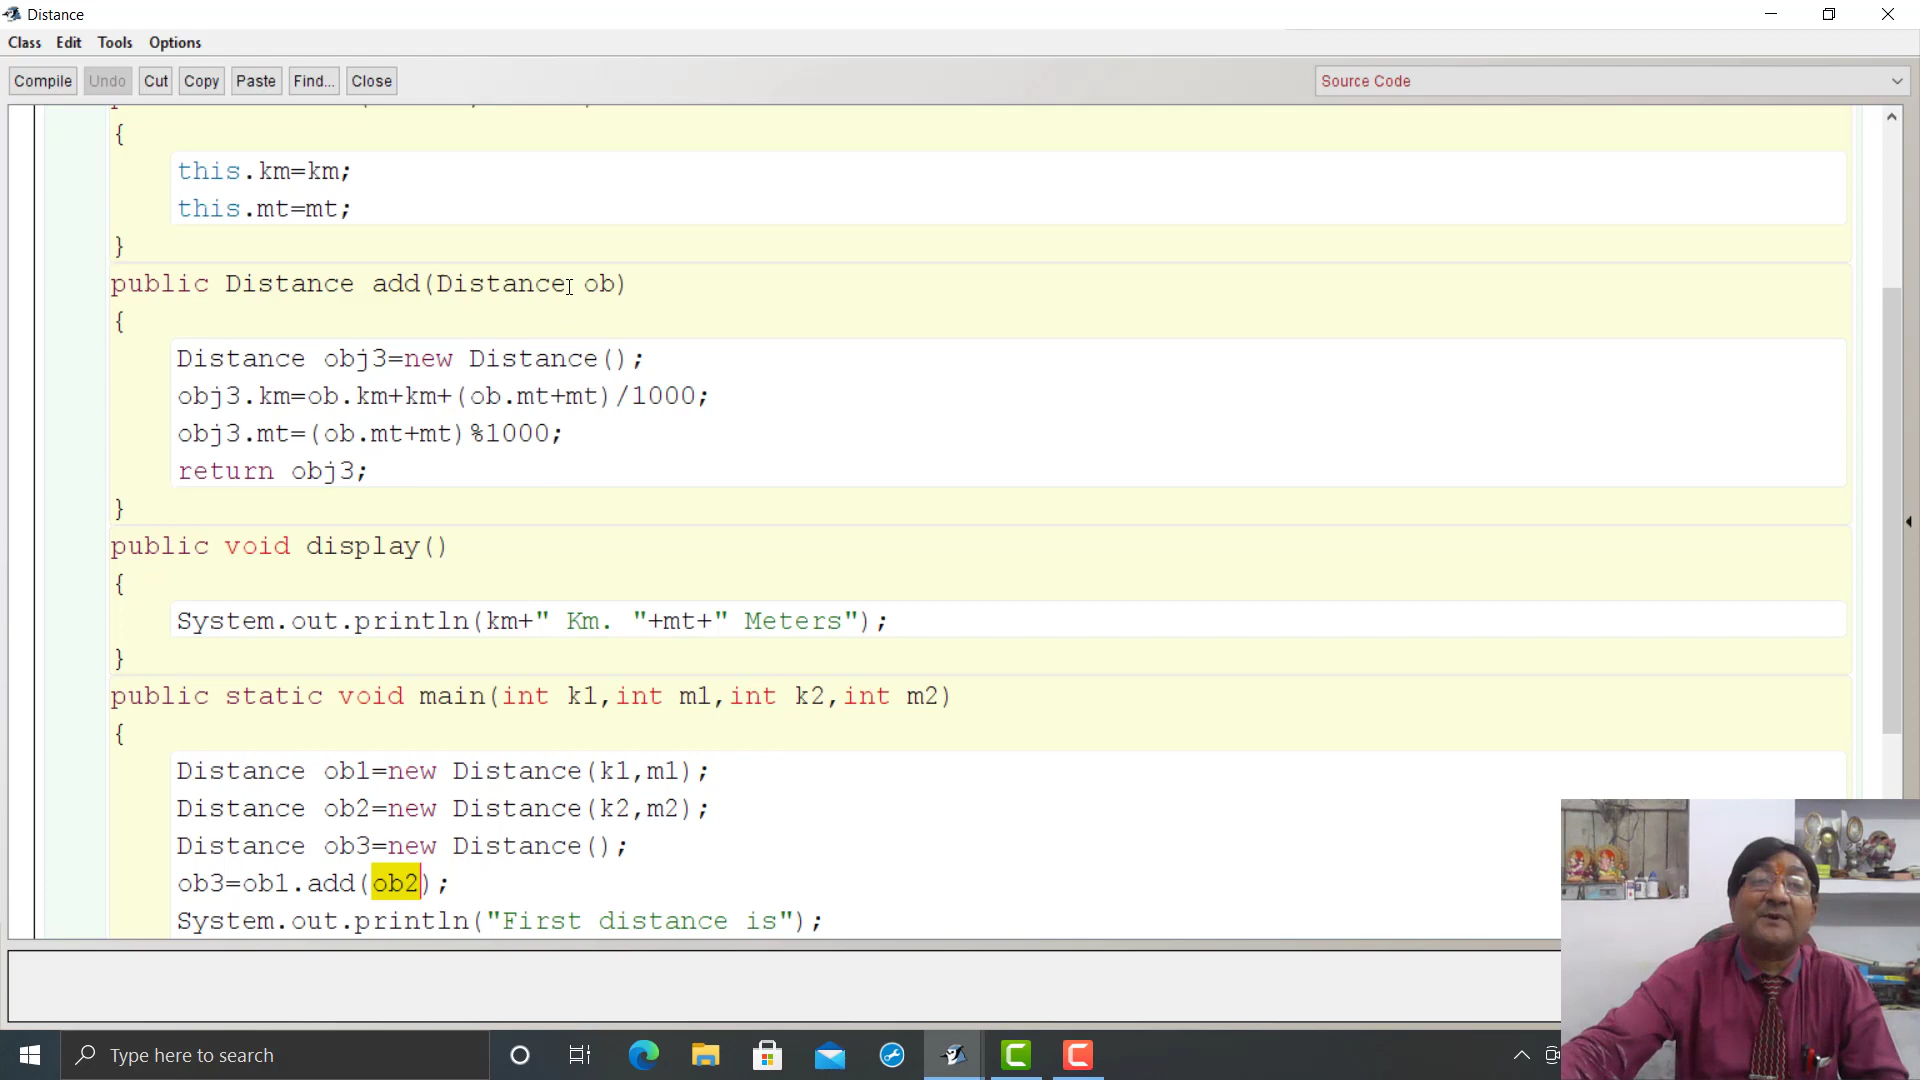 Distance
Class Edit Tools Options
Compile Undo Cut Copy Paste Find... Close Source Code
{
this.km=km;
this.mt=mt;
}
public Distance add(Distance ob)
{
Distance obj3=new Distance();
obj3.km=ob.km+km+(ob.mt+mt)/1000;
obj3.mt=(ob.mt+mt)%1000;
return obj3;
}
public void display()
{
System.out.println(km+" Km. "+mt+" Meters");
}
public static void main(int k1,int m1,int k2,int m2)
{
Distance ob1=new Distance(k1,m1);
Distance ob2=new Distance(k2,m2);
Distance ob3=new Distance();
ob3=ob1.add(ob2);
System.out.println("First distance is");
Type here to search